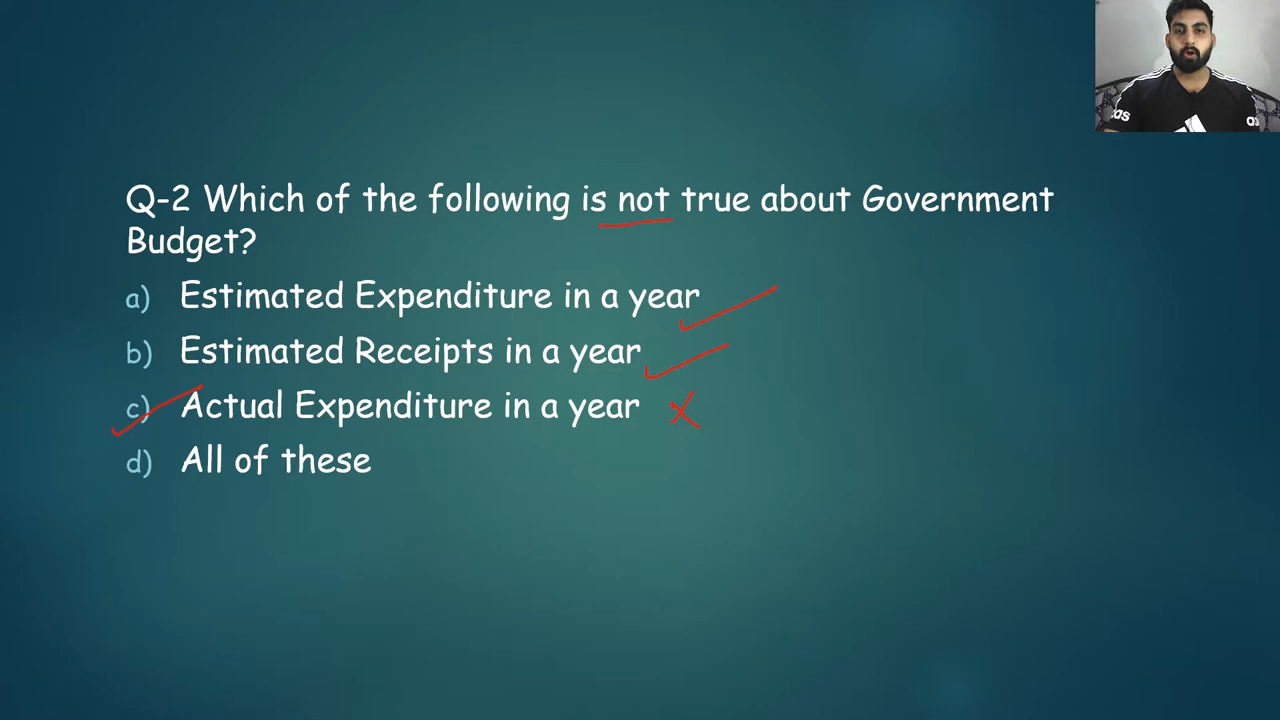 Q-2 Which of the following is not true about Government
Budget?
a) Estimated Expenditure in a year
b) Estimated Receipts in a year
c) Actual Expenditure in a year
d) All of these